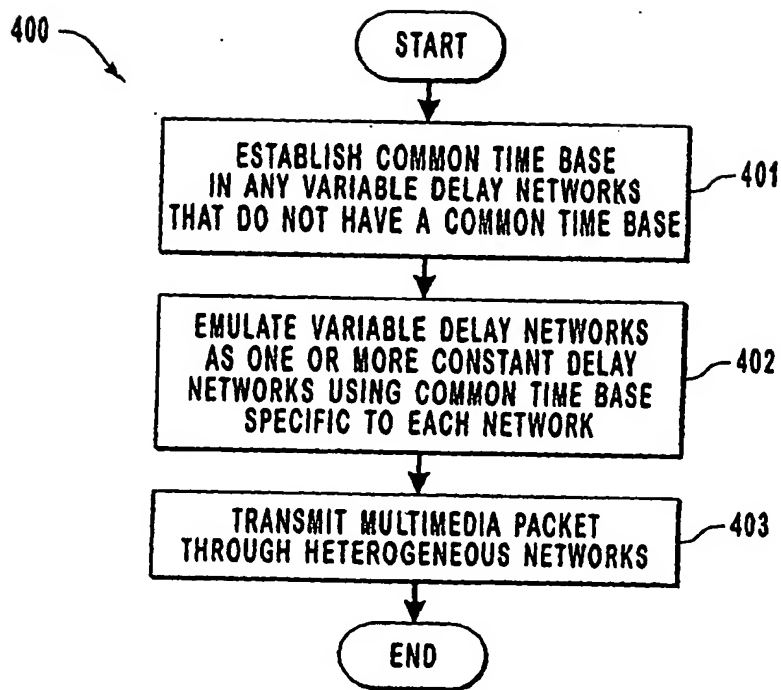 400
START
ESTABLISH COMMON TIME BASE
IN ANY VARIABLE DELAY NETWORKS
THAT DO NOT HAVE A COMMON TIME BASE
401
EMULATE VARIABLE DELAY NETWORKS
AS ONE OR MORE CONSTANT DELAY
NETWORKS USING COMMON TIME BASE
SPECIFIC TO EACH NETWORK
402
TRANSMIT MULTIMEDIA PACKET
THROUGH HETEROGENEOUS NETWORKS
403
END